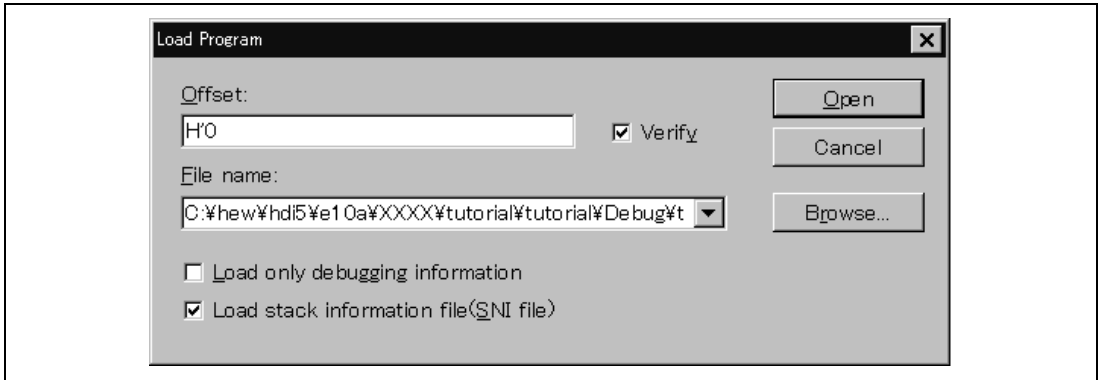 Load Program
Offset:
H'0
Verify
Open
Cancel
File name:
C:¥hew¥hdi5¥e10a¥XXXX¥tutorial¥tutorial¥Debug¥t
Browse...
Load only debugging information
Load stack information file(SNI file)